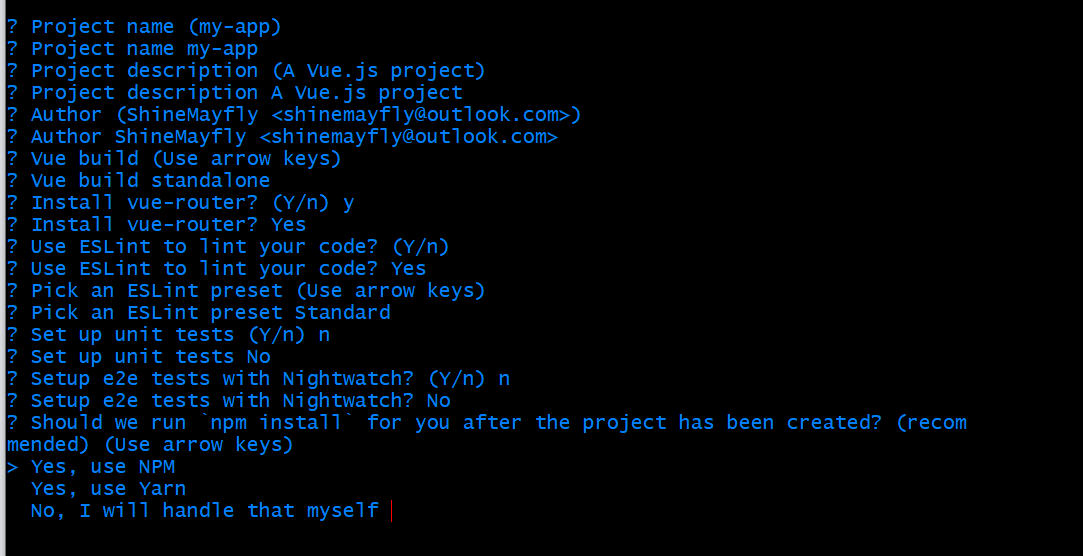 ? Project name (my-app)
? Project name my-app
? Project description (A Vue.js project)
? Project description A Vue.js project
? Author (ShineMayfly <shinemayfly@outlook.com>)
? Author ShineMayfly <shinemayfly@outlook.com>
? Vue build (Use arrow keys)
? Vue build standalone
? Install vue-router? (Y/n) y
? Install vue-router? Yes
? Use ESLint to lint your code? (Y/n)
? Use ESLint to lint your code? Yes
? Pick an ESLint preset (Use arrow keys)
? Pick an ESLint preset Standard
? Set up unit tests (Y/n) n
? Set up unit tests No
? Setup e2e tests with Nightwatch? (Y/n) n
? Setup e2e tests with Nightwatch? No
? Should we run `npm install` for you after the project has been created? (recom
mended) (Use arrow keys)
> Yes, use NPM
  Yes, use Yarn
  No, I will handle that myself